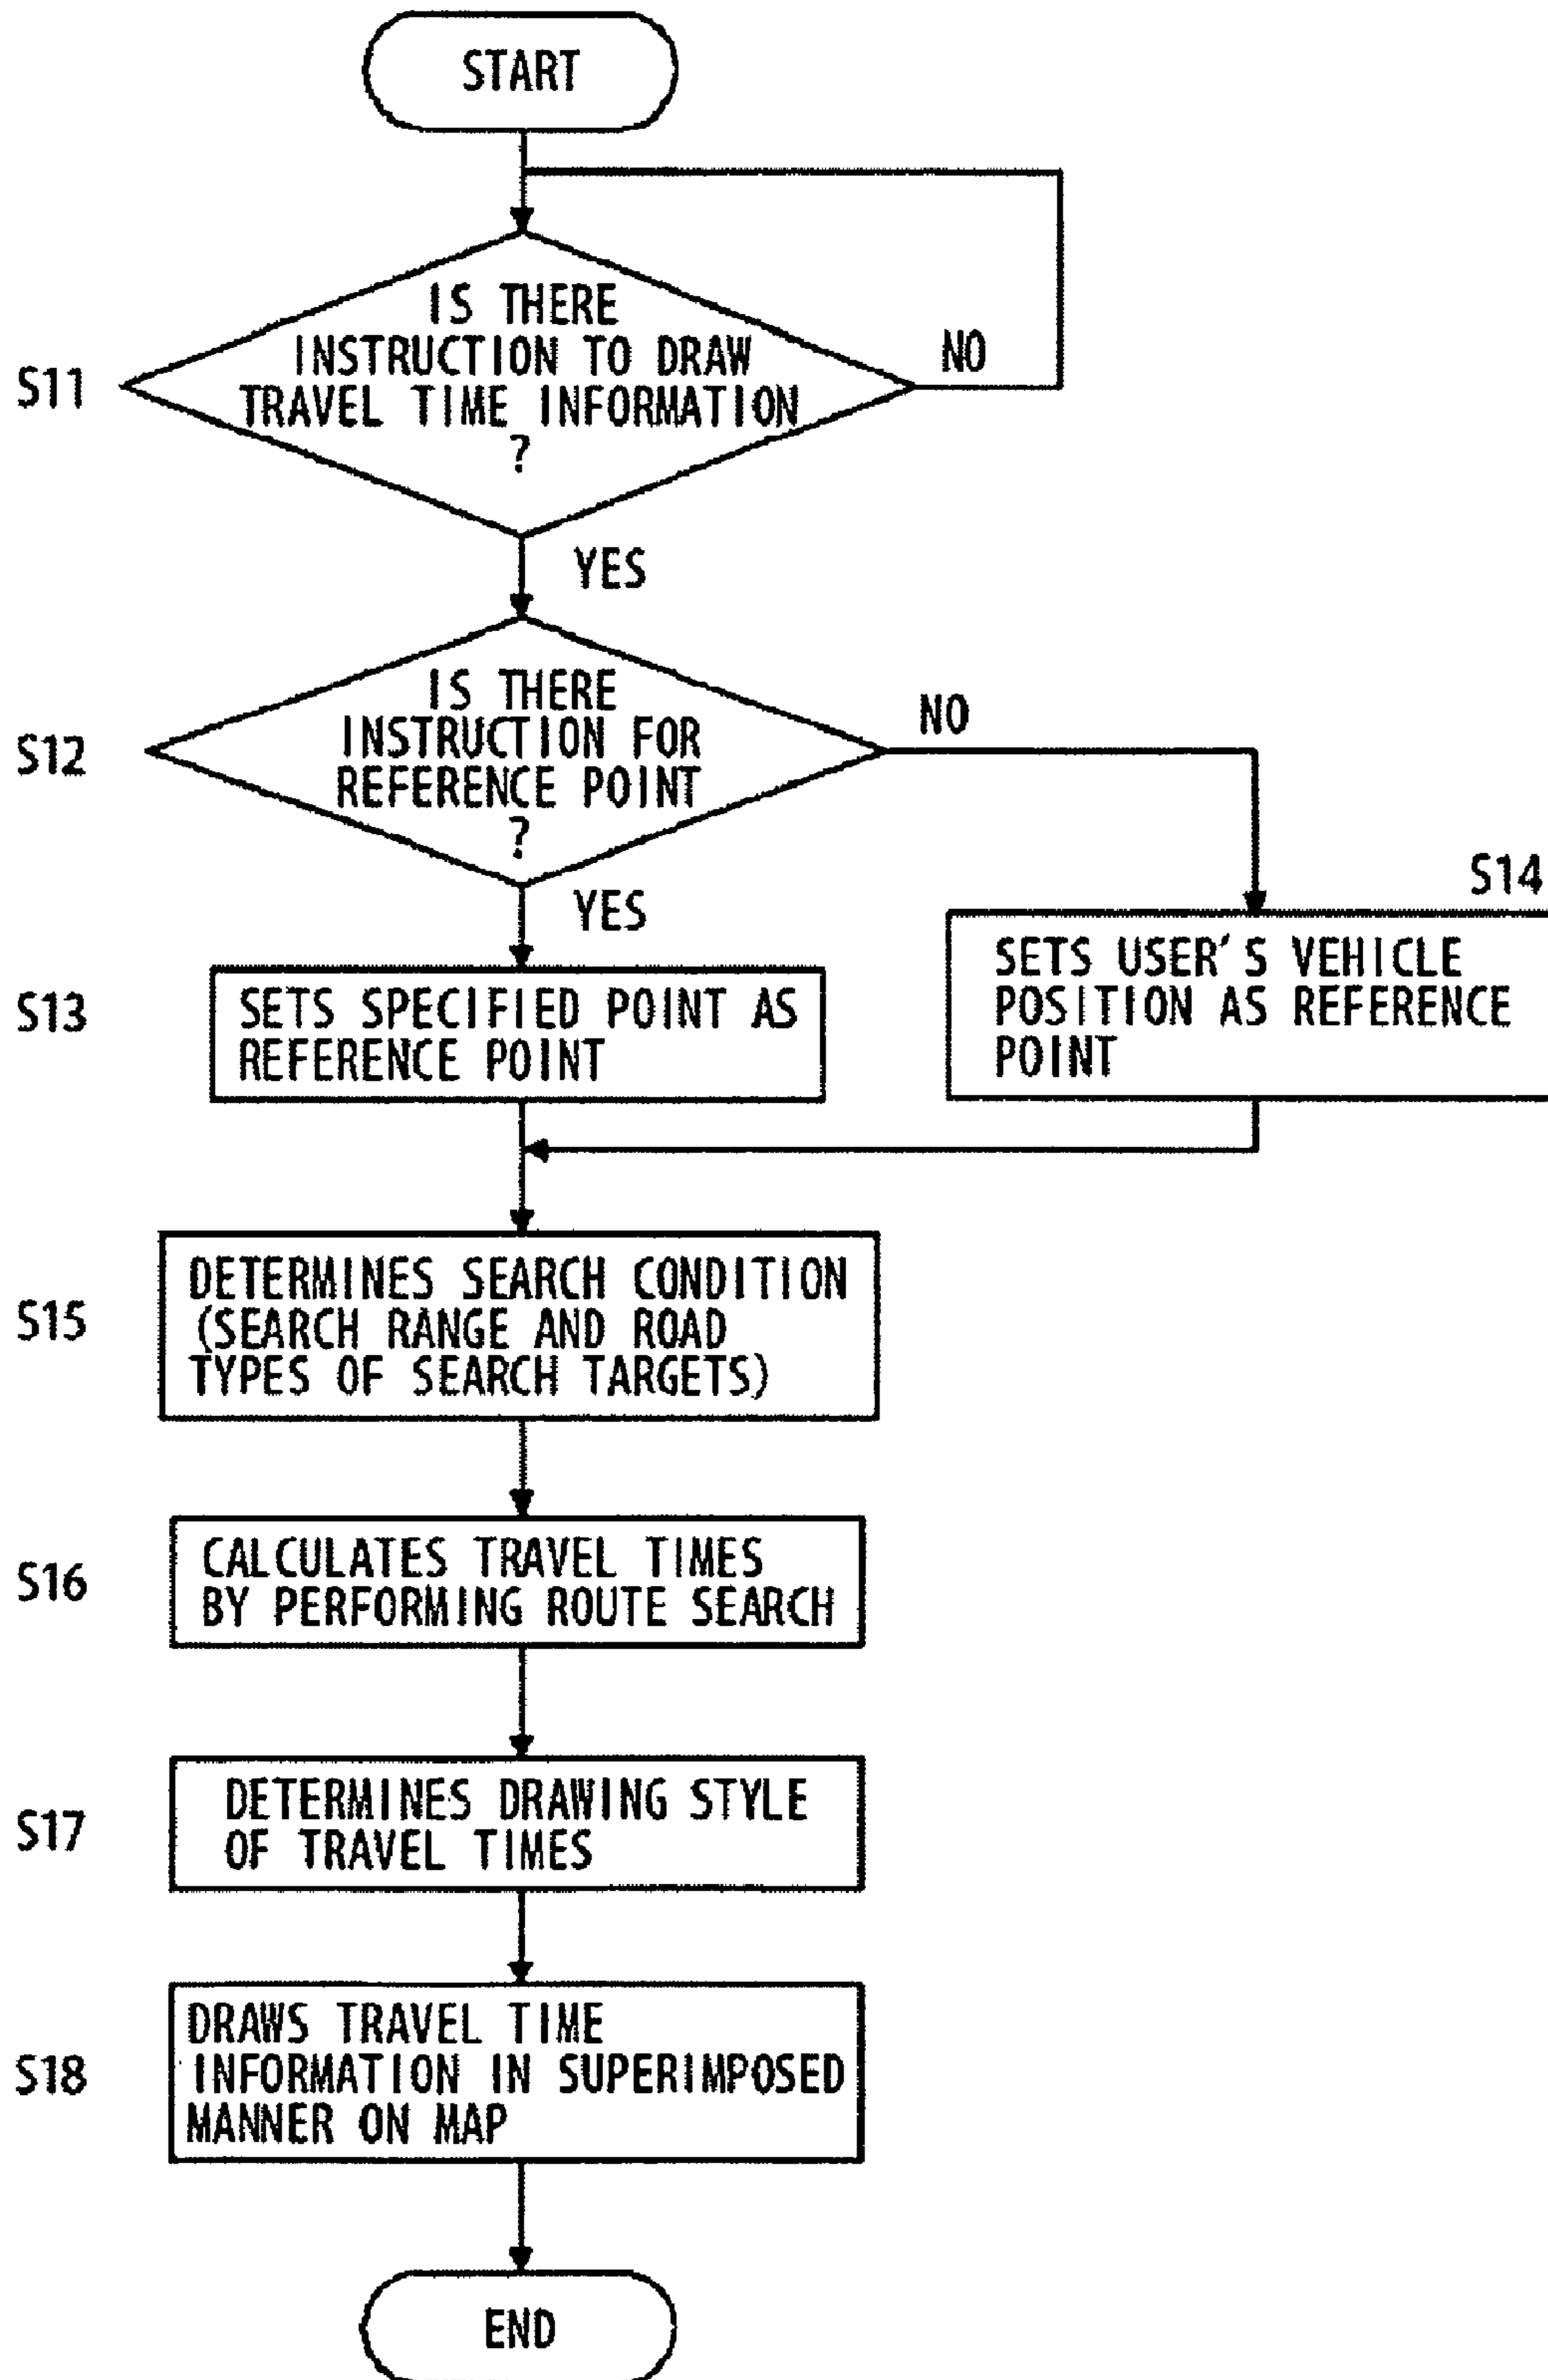 START
IS THERE
INSTRUCTION TO DRAW
TRAVEL TIME INFORMATION
?
NO
S11
YES
IS THERE
INSTRUCTION FOR
REFERENCE POINT
?
NO
S12
YES
S14
SETS USER'S VEHICLE
POSITION AS REFERENCE
POINT
S13
SETS SPECIFIED POINT AS
REFERENCE POINT
S15
DETERMINES SEARCH CONDITION
(SEARCH RANGE AND ROAD
TYPES OF SEARCH TARGETS)
S16
CALCULATES TRAVEL TIMES
BY PERFORMING ROUTE SEARCH
S17
DETERMINES DRAWING STYLE
OF TRAVEL TIMES
S18
DRAWS TRAVEL TIME
INFORMATION IN SUPERIMPOSED
MANNER ON MAP
END